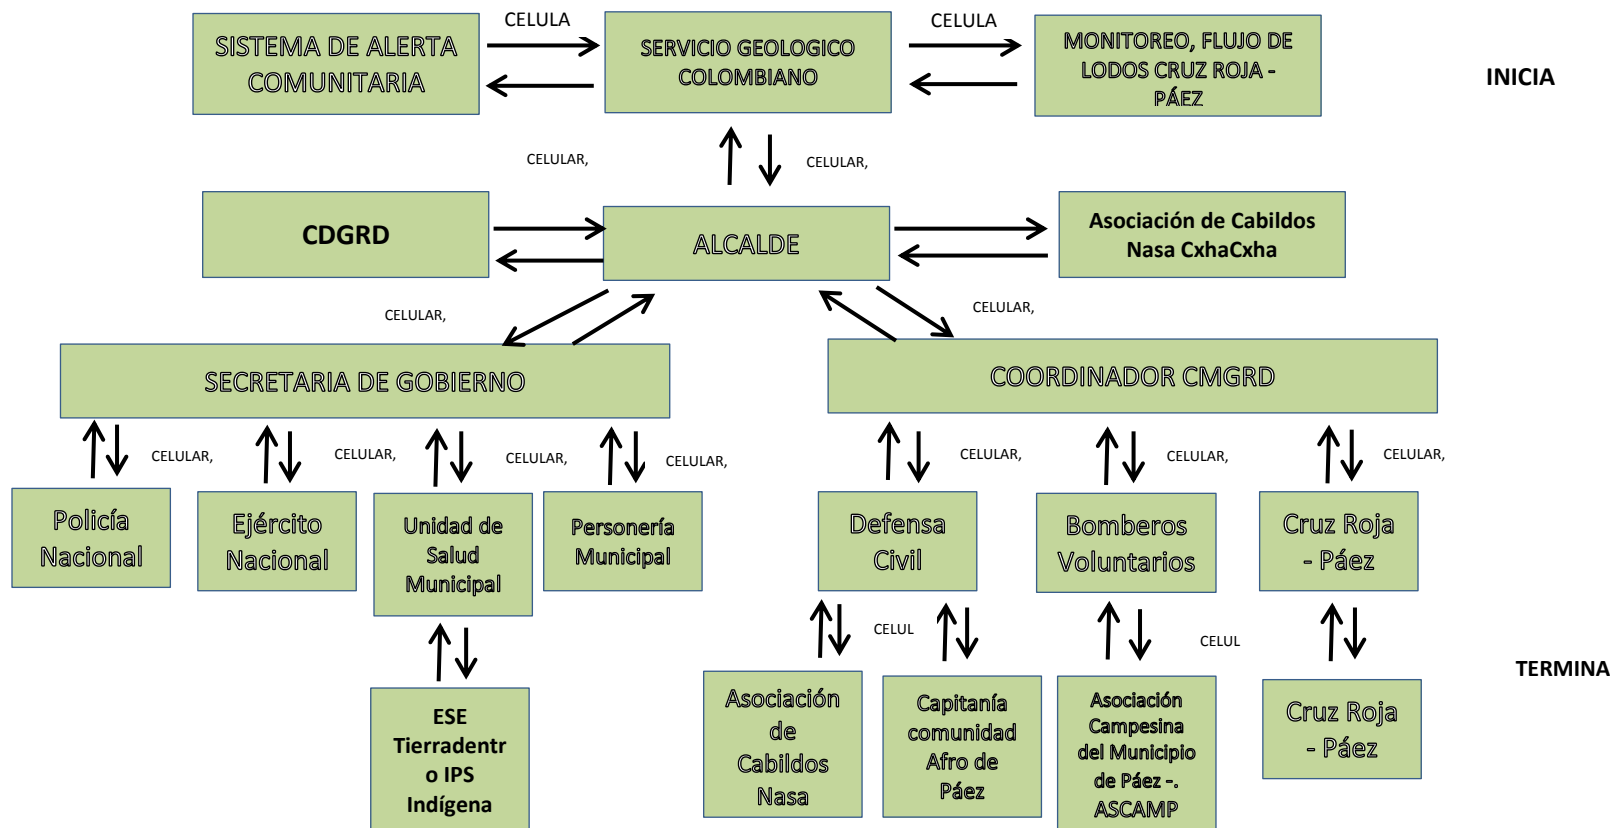 CELULA
CELULA
SISTEMA DE ALERTA
COMUNITARIA
SERVICIO GEOLOGICO
COLOMBIANO
MONITOREO, FLUJO DE
LODOS CRUZ ROJA -
PÁEZ
INICIA
CELULAR,
CELULAR,
CDGRD
ALCALDE
Asociación de Cabildos
Nasa CxhaCxha
CELULAR,
CELULAR,
SECRETARIA DE GOBIERNO
COORDINADOR CMGRD
CELULAR,
CELULAR,
CELULAR,
CELULAR,
CELULAR,
CELULAR,
CELULAR,
Policía
Nacional
Ejército
Nacional
Unidad de
Salud
Municipal
Personería
Municipal
Defensa
Civil
Bomberos
Voluntarios
Cruz Roja
- Páez
CELUL
CELUL
TERMINA
ESE
Tierradentr
o IPS
Indígena
Asociación
de
Cabildos
Nasa
Capitanía
comunidad
Afro de
Páez
Asociación
Campesina
del Municipio
de Páez -.
ASCAMP
Cruz Roja
- Páez